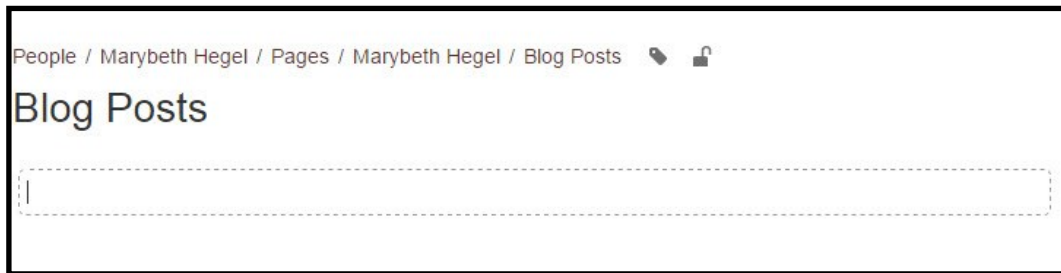 People / Marybeth Hegel / Pages / Marybeth Hegel / Blog Posts
Blog Posts